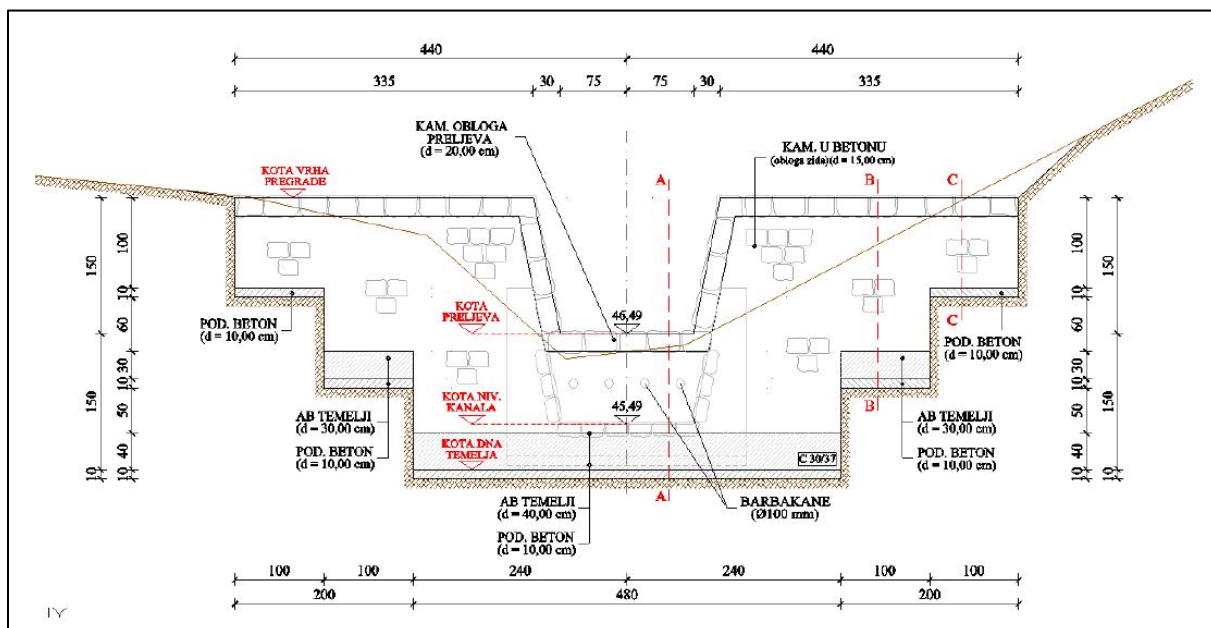 440
440
335
30
75
75
30
335
KAM. OBLOGA
PRELJEVA
(d = 20,00 cm)
KAM. U BETONU
(obloga zida)(d = 15,00 cm)
KOTA VRHA
PREGRADE
A
B
C
150
100
100
150
10
10
60
60
POD. BETON
(d = 10,00 cm)
KOTA
PRELJEVA
46,49
C
POD. BETON
(d = 10,00 cm)
30
30
10
10
150
150
50
50
AB TEMELJI
(d = 30,00 cm)
POD. BETON
(d = 10,00 cm)
KOTA NIV.
KANALA
45,49
B
AB TEMELJI
(d = 30,00 cm)
POD. BETON
(d = 10,00 cm)
40
40
KOTA DNA
TEMELJA
C 30/37
10
10
10
10
AB TEMELJI
(d = 40,00 cm)
POD. BETON
(d = 10,00 cm)
A
BARBAKANE
(Ø100 mm)
100
100
240
240
100
100
200
480
200